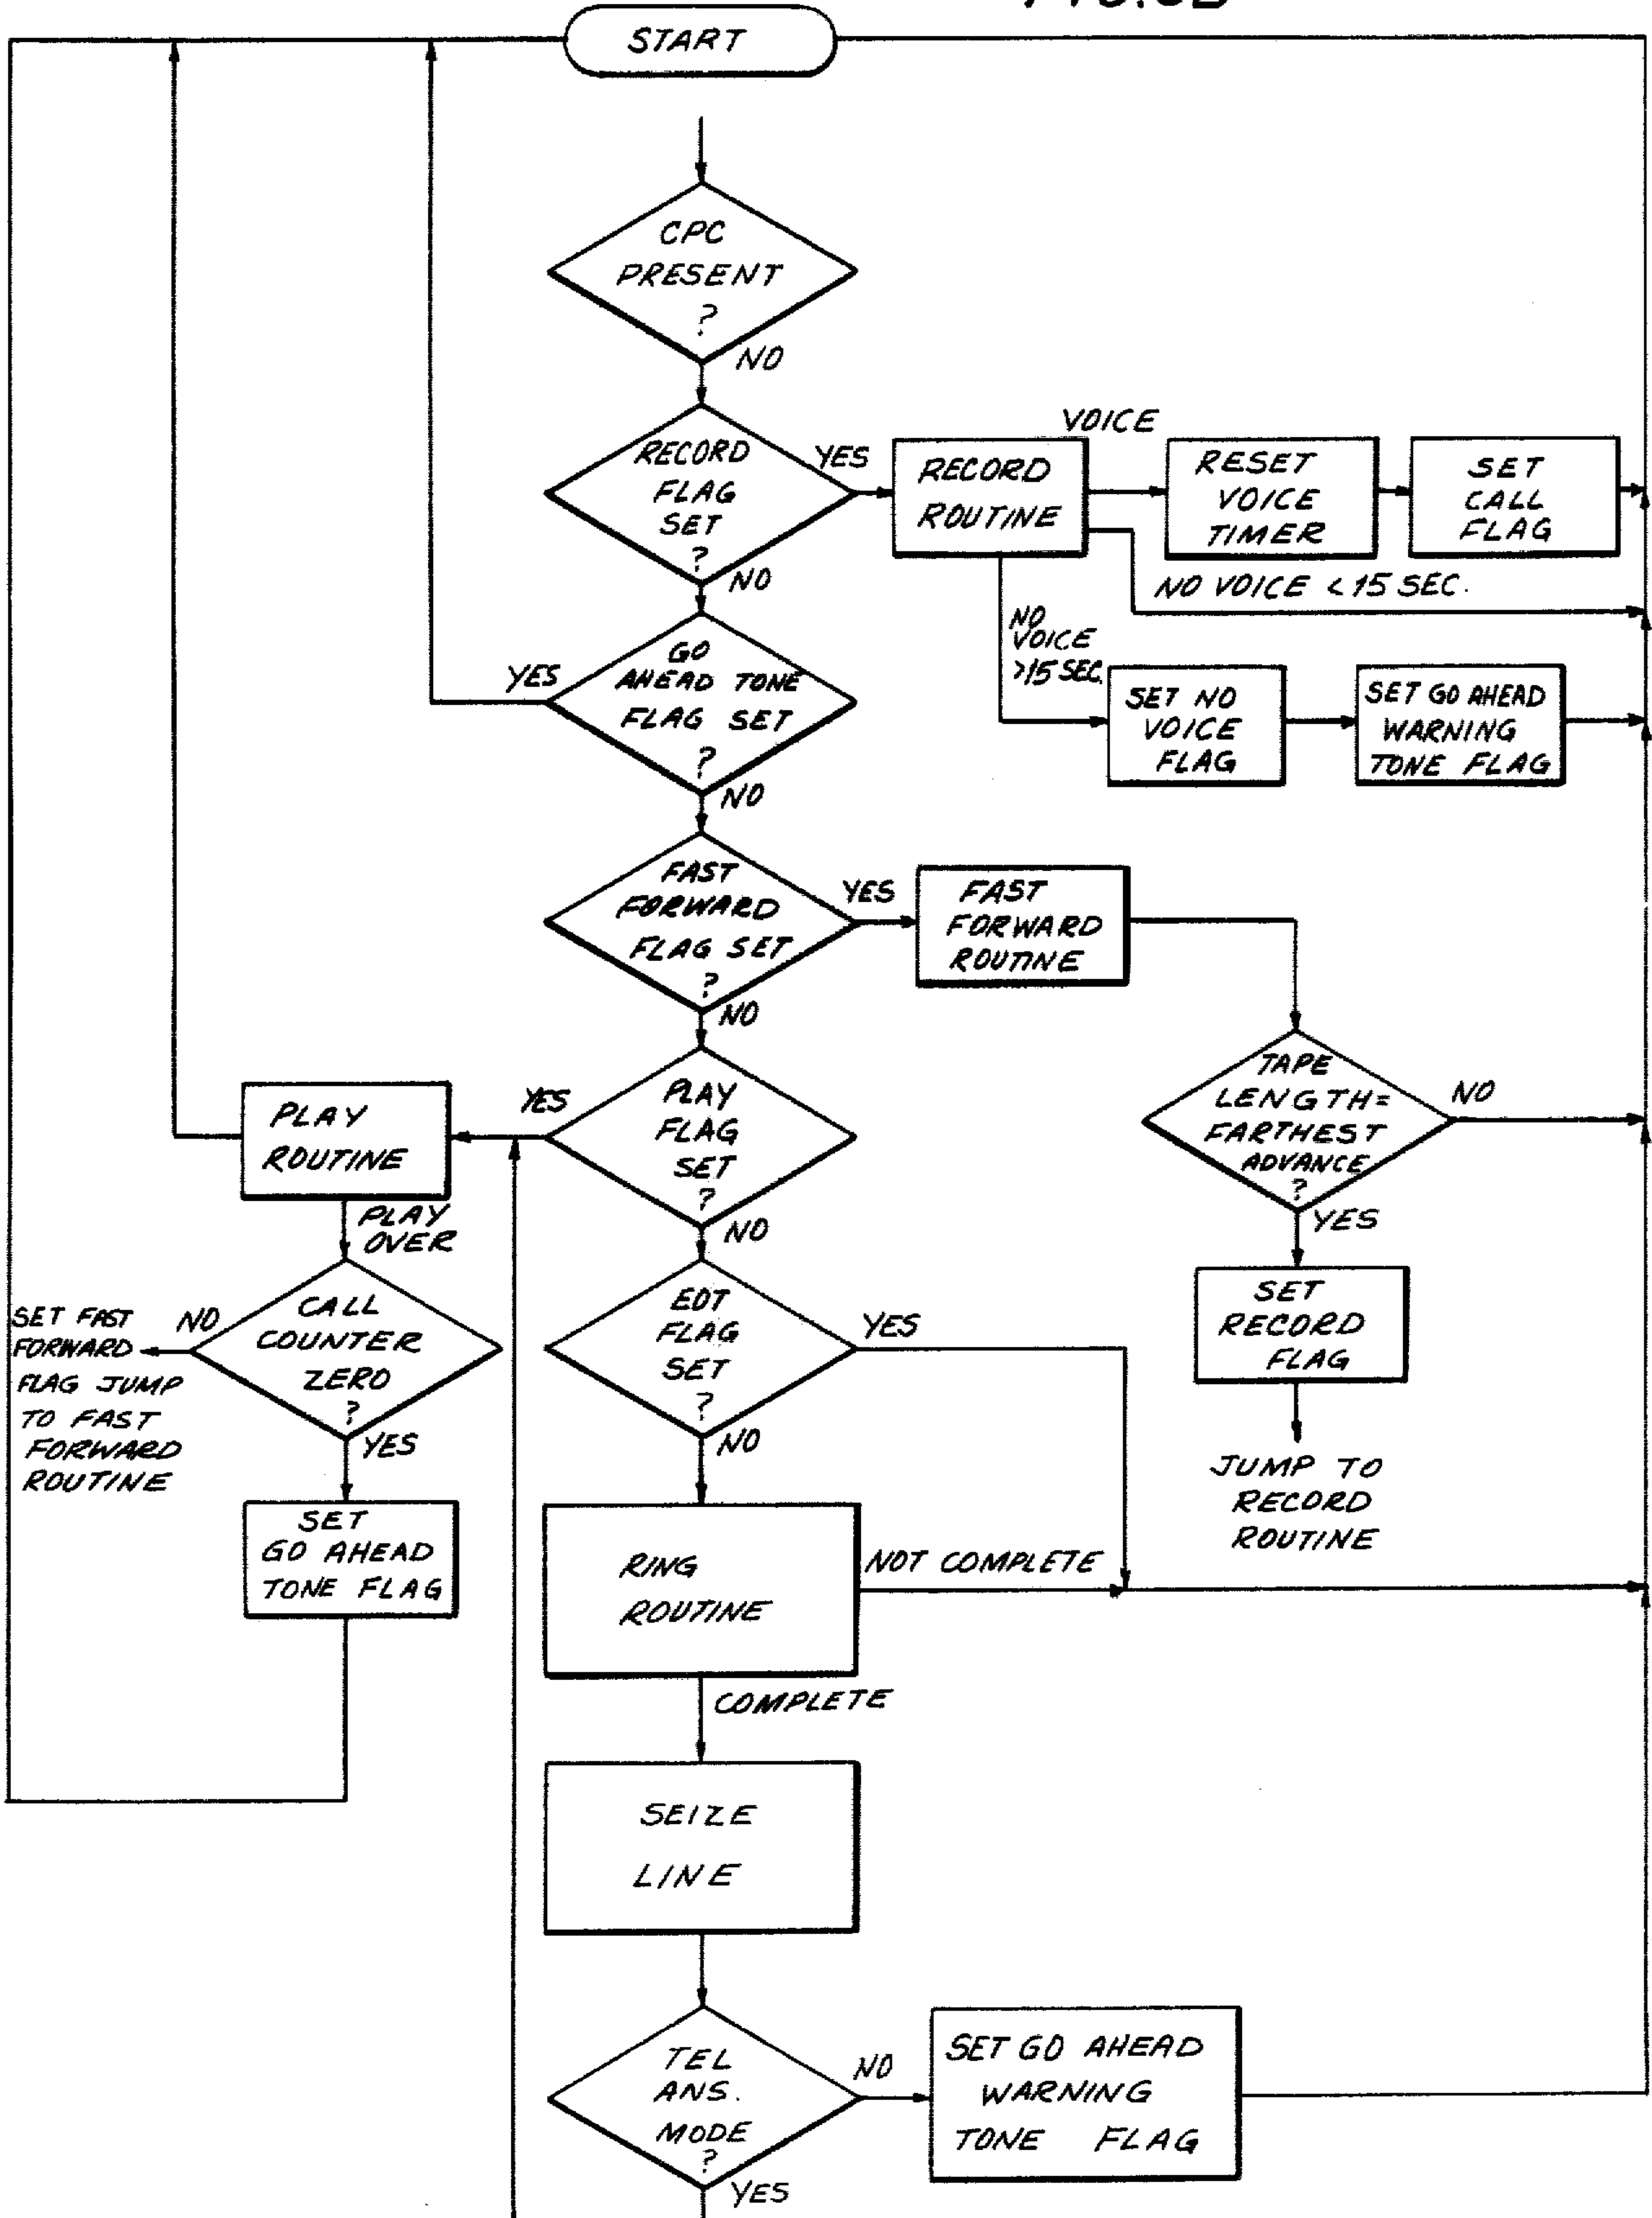 START
CPC
PRESENT
?
NO
RECORD
FLAG
SET
?
YES
NO
RECORD
ROUTINE
VOICE
RESET
VOICE
TIMER
SET
CALL
FLAG
NO VOICE < 15 SEC.
NO
VOICE
>15 SEC.
SET NO
VOICE
FLAG
SET GO AHEAD
WARNING
TONE FLAG
GO
AHEAD TONE
FLAG SET
?
YES
NO
FAST
FORWARD
FLAG SET
?
YES
NO
FAST
FORWARD
ROUTINE
TAPE
LENGTH=
FARTHEST
ADVANCE
?
NO
YES
SET
RECORD
FLAG
JUMP TO
RECORD
ROUTINE
PLAY
FLAG
SET
?
YES
NO
PLAY
ROUTINE
PLAY
OVER
CALL
COUNTER
ZERO
?
NO
SET FAST
FORWARD
FLAG JUMP
TO FAST
FORWARD
ROUTINE
YES
SET
GO AHEAD
TONE FLAG
EOT
FLAG
SET
?
YES
NO
RING
ROUTINE
NOT COMPLETE
COMPLETE
SEIZE
LINE
TEL
ANS.
MODE
?
NO
YES
SET GO AHEAD
WARNING
TONE FLAG